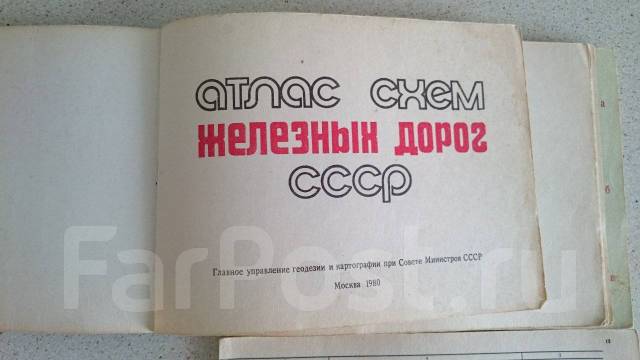 атлас схем
железных дорог
ссср
Главное управление геодезии и картографии при Совете Министров СССР
Москва 1980
а
б
FarPost.ru